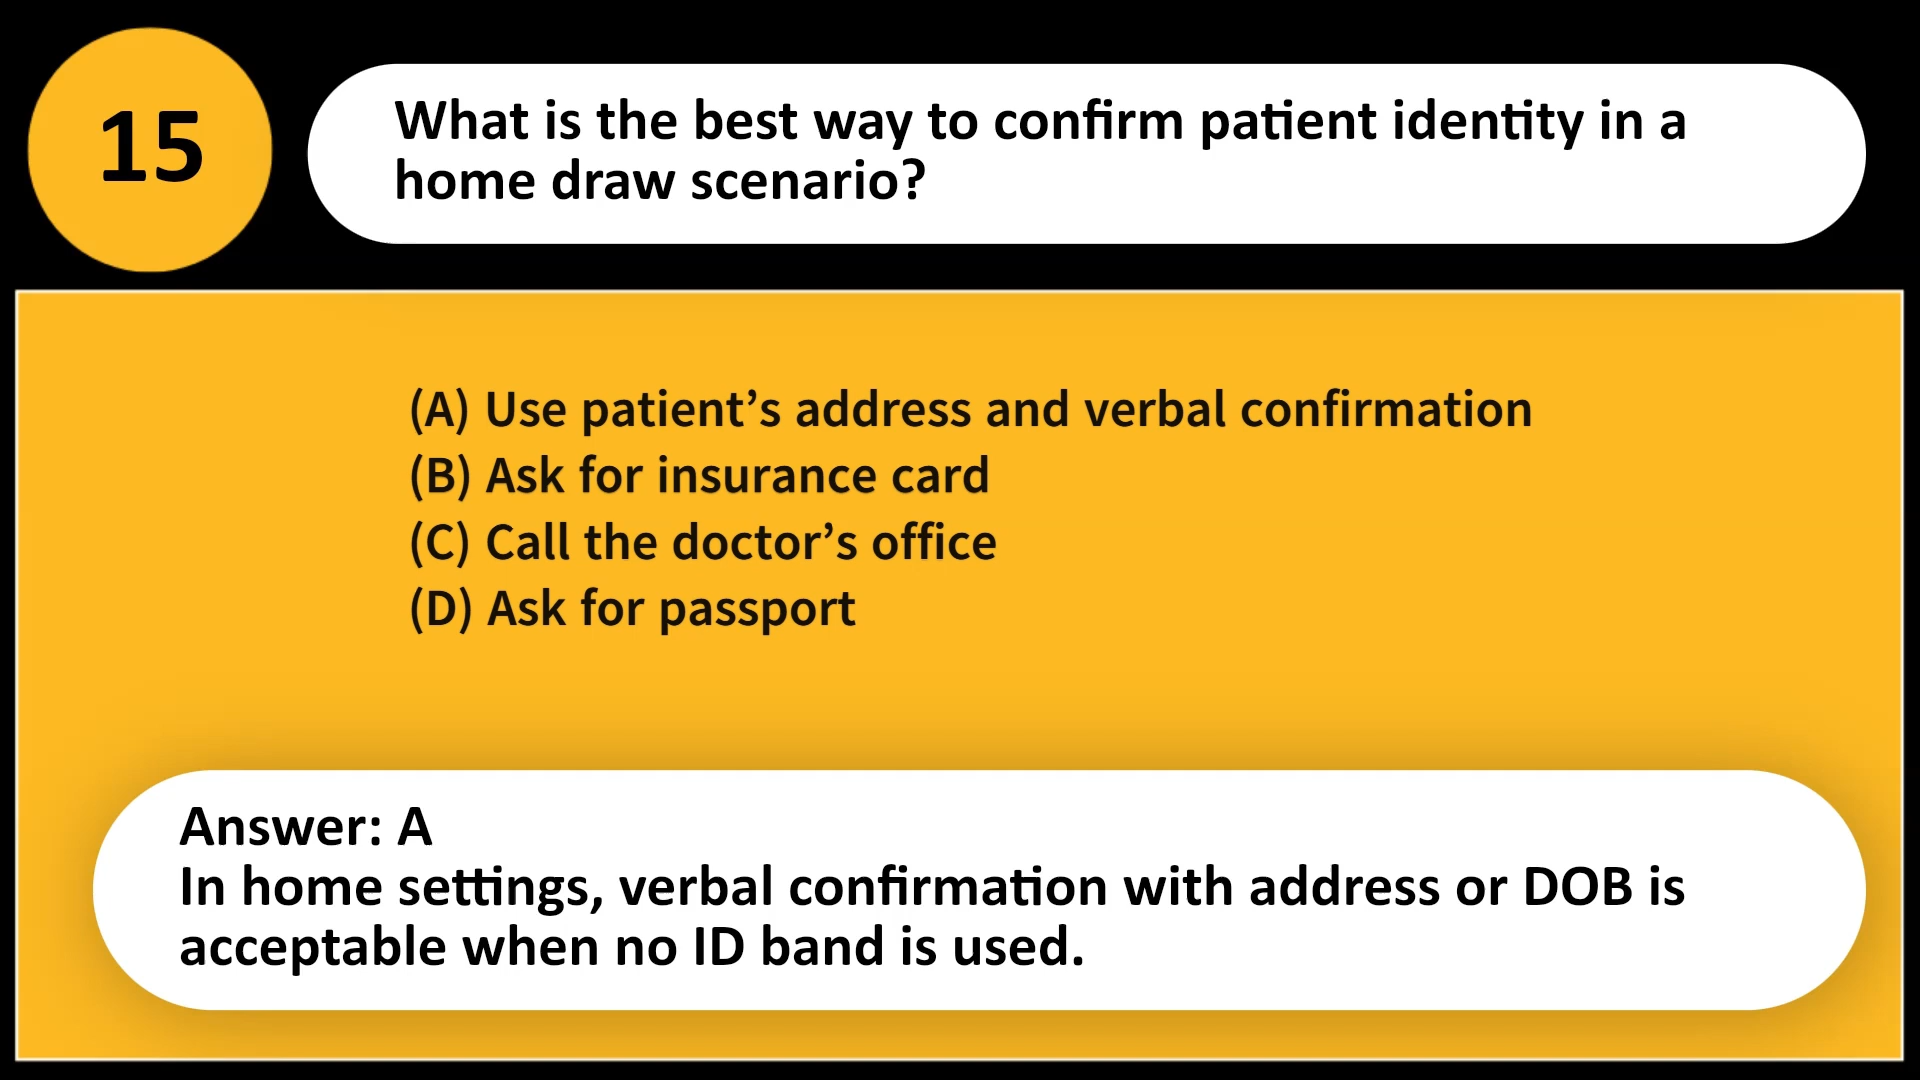 15
What is the best way to confirm patient identity in a
home draw scenario?
(A) Use patient’s address and verbal confirmation
(B) Ask for insurance card
(C) Call the doctor’s office
(D) Ask for passport
Answer: A
In home settings, verbal confirmation with address or DOB is
acceptable when no ID band is used.